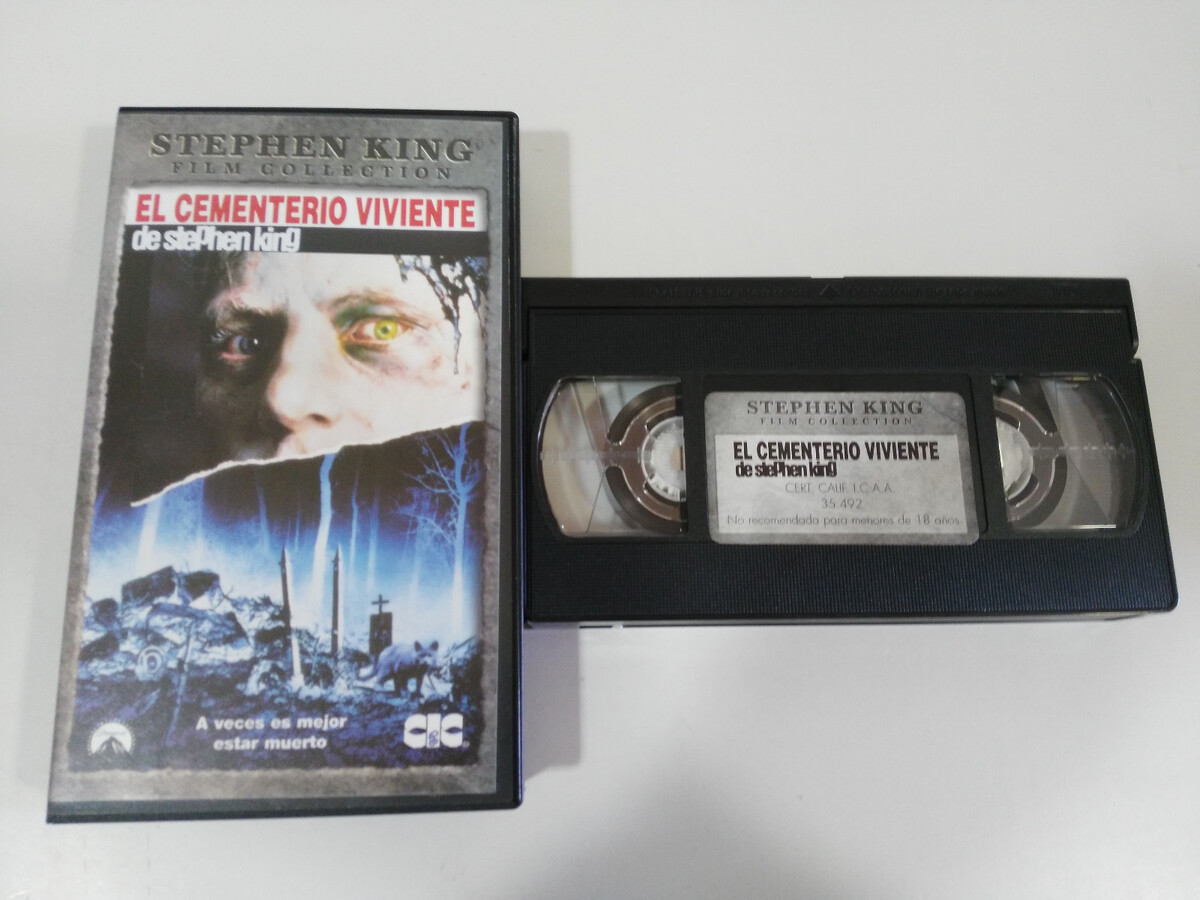 STEPHEN KING
FILM COLLECTION
EL CEMENTERIO VIVIENTE
de stephen king
A veces es mejor
estar muerto
CIC
STEPHEN KING
FILM COLLECTION
EL CEMENTERIO VIVIENTE
de stephen king
CERT. CALIF. I.C.A.A.
35.492
No recomendada para menores de 18 años.